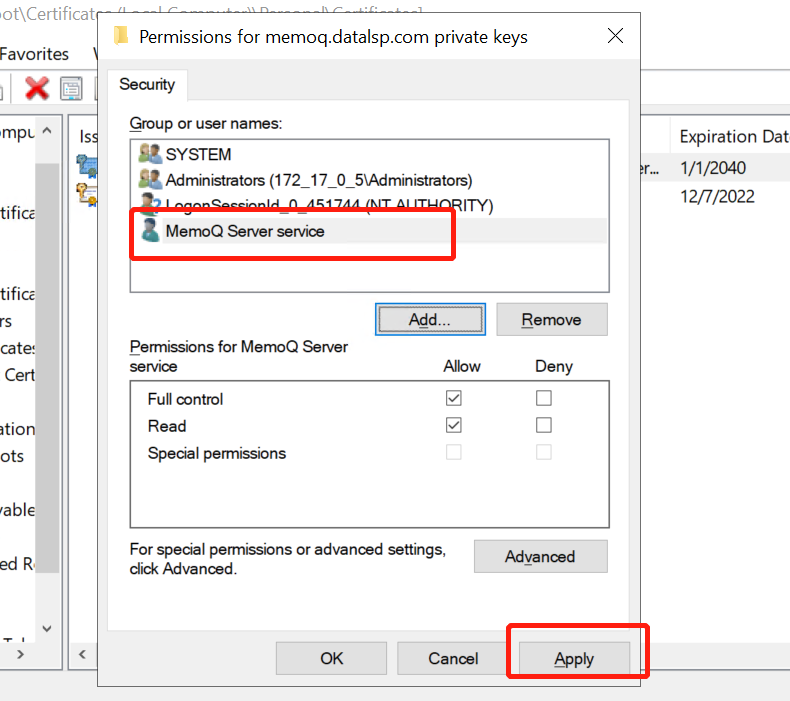 ot\Certificates (Local Computer)\Personal\Certificates]
Permissions for memoq.datalsp.com private keys
Favorites
Security
Group or user names:
SYSTEM
Administrators (172_17_0_5\Administrators)
LogonSessionId_0_451744 (NT AUTHORITY)
MemoQ Server service
Add...
Remove
Permissions for MemoQ Server
service
Allow
Deny
Full control
Read
Special permissions
For special permissions or advanced settings,
click Advanced.
Advanced
OK
Cancel
Apply
ompu
Iss
Expiration Dat
er...
1/1/2040
12/7/2022
tifica
tifica
rs
cates
Cert
ation
ots
vable
ed R